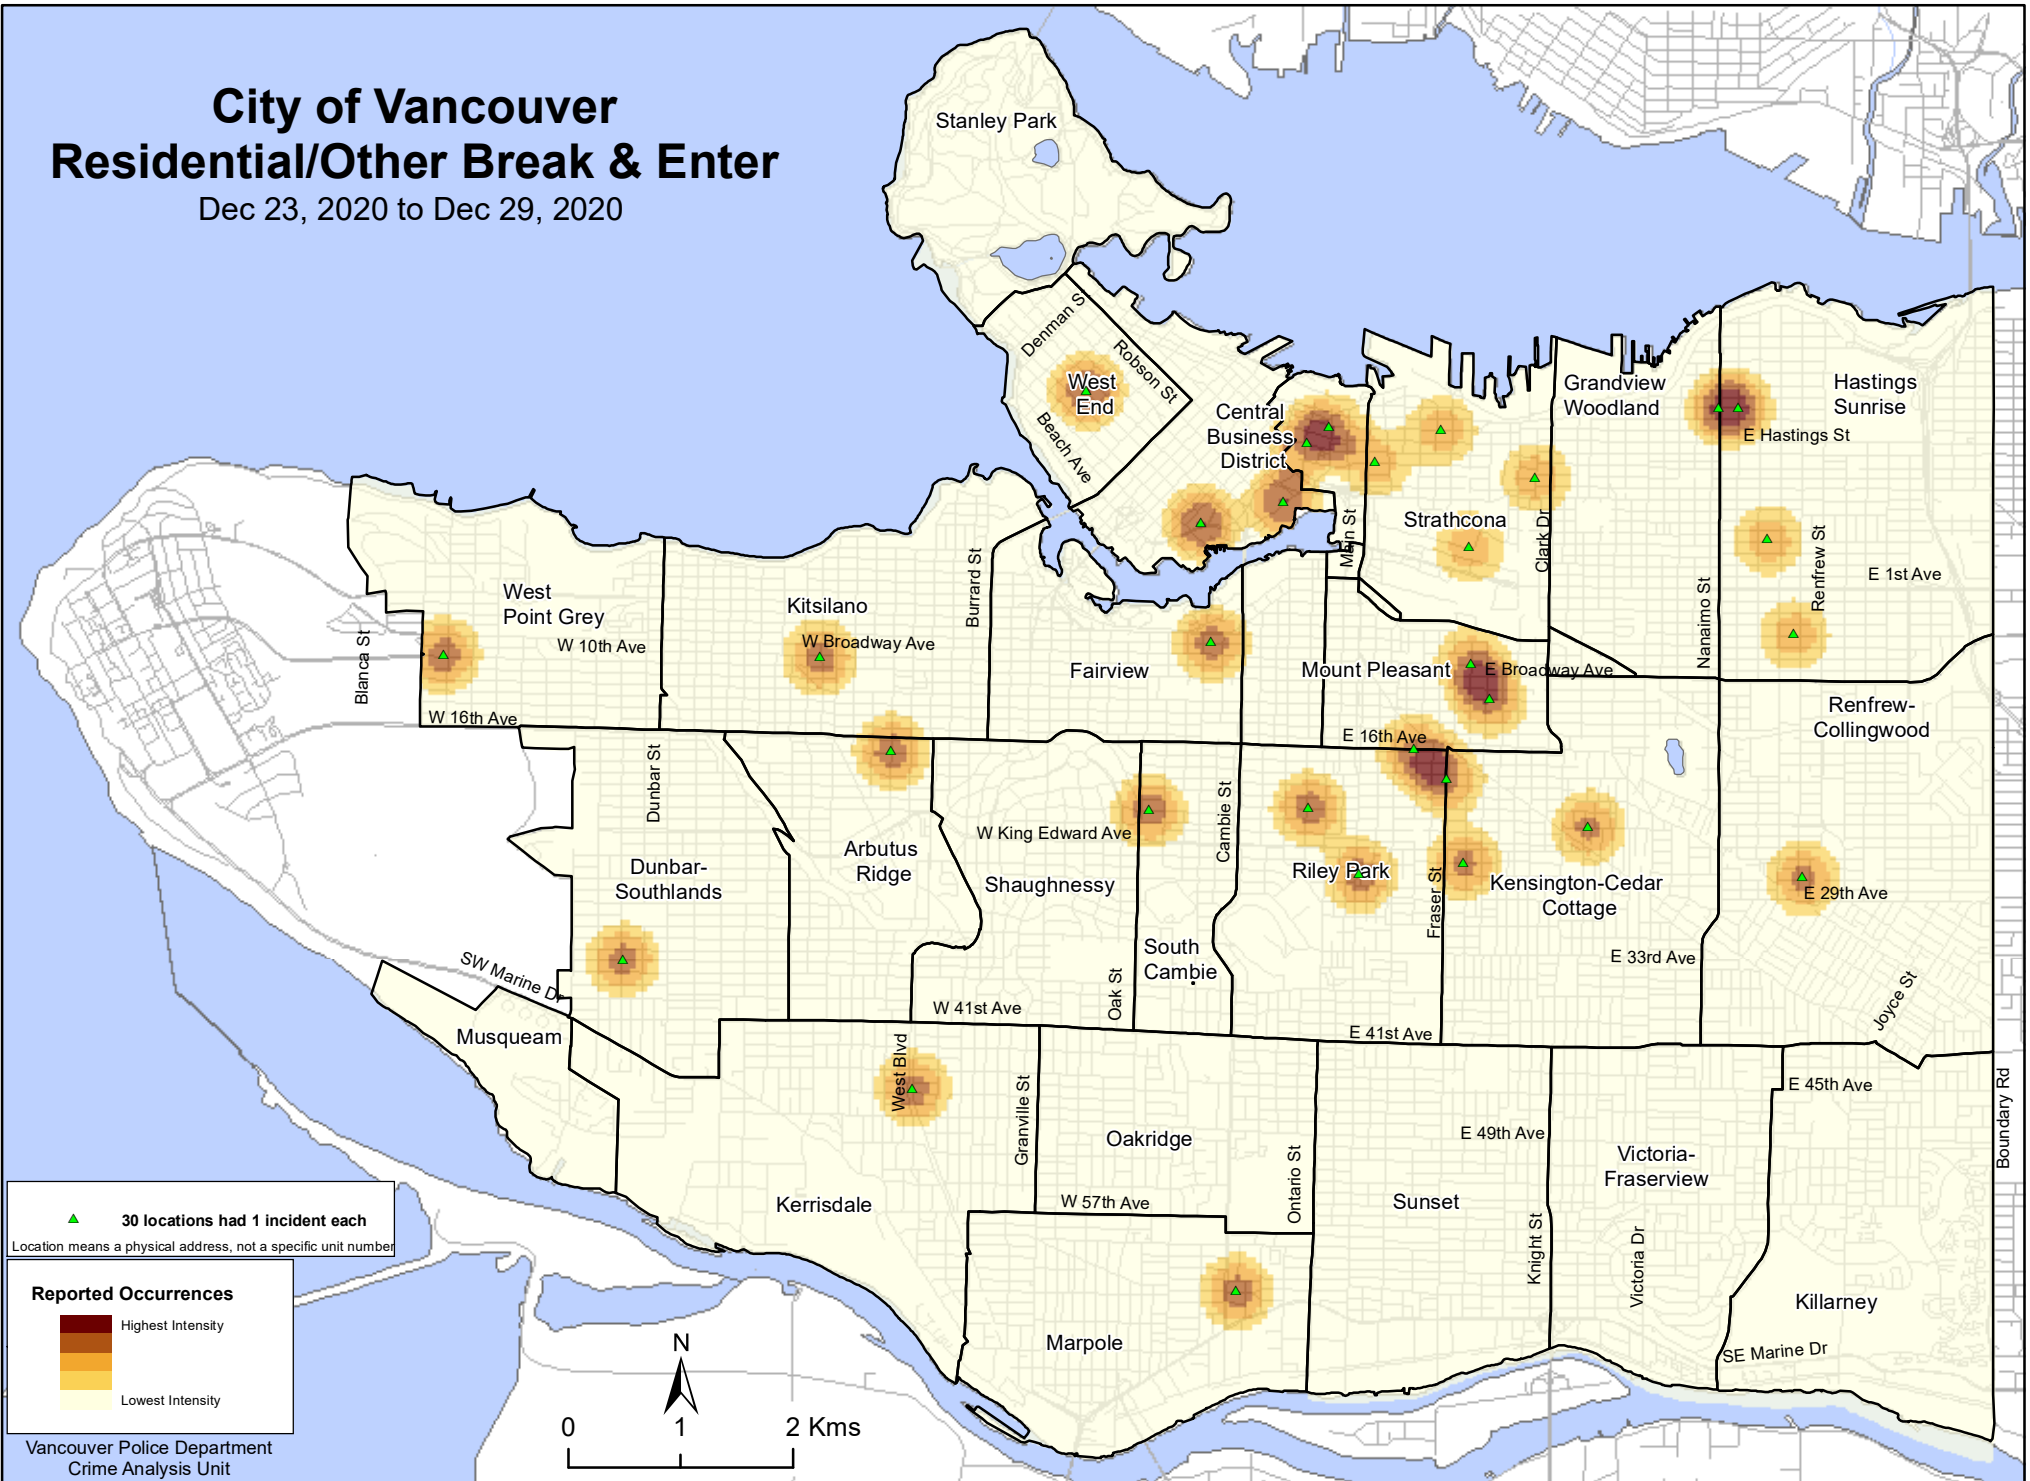 City of Vancouver
Residential/Other Break & Enter
Dec 23, 2020 to Dec 29, 2020
Stanley Park
Denman S
Robson St
West
End
Beach Ave
Central
Business
District
Grandview
Woodland
Hastings
Sunrise
E Hastings St
Strathcona
Main St
Clark Dr
Renfrew St
E 1st Ave
Nanaimo St
Burrard St
West
Point Grey
Kitsilano
W Broadway Ave
W 10th Ave
Blanca St
Fairview
Mount Pleasant
E Broadway Ave
W 16th Ave
E 16th Ave
Renfrew-
Collingwood
Dunbar St
Cambie St
W King Edward Ave
Arbutus
Ridge
Dunbar-
Southlands
Shaughnessy
Riley Park
Fraser St
Kensington-Cedar
Cottage
E 29th Ave
South
Cambie
E 33rd Ave
SW Marine Dr
Oak St
W 41st Ave
E 41st Ave
Joyce St
Musqueam
West Blvd
Granville St
E 45th Ave
Boundary Rd
Oakridge
E 49th Ave
Victoria-
Fraserview
Ontario St
W 57th Ave
Kerrisdale
Sunset
Knight St
Victoria Dr
Killarney
Marpole
SE Marine Dr
30 locations had 1 incident each
Location means a physical address, not a specific unit number
Reported Occurrences
Highest Intensity
Lowest Intensity
Vancouver Police Department
Crime Analysis Unit
N
0 1 2 Kms